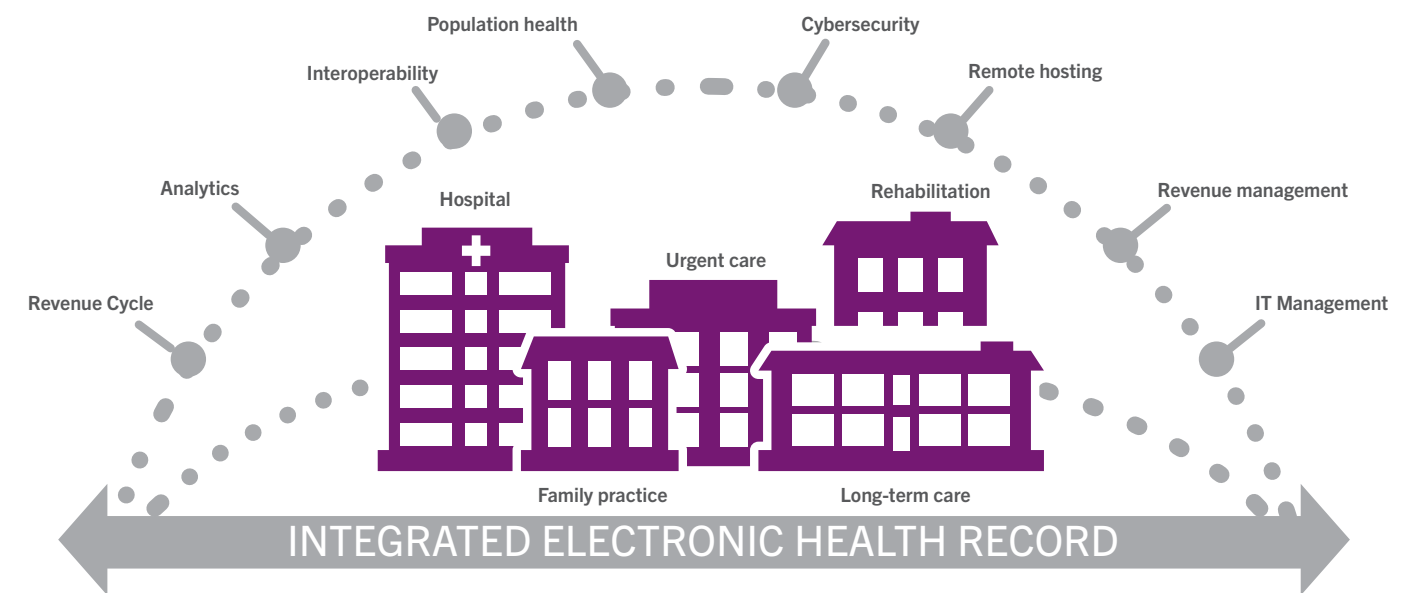 Population health
Cybersecurity
Interoperability
Remote hosting
Analytics
Hospital
Rehabilitation
Revenue management
Urgent care
Revenue Cycle
IT Management
Family practice
Long-term care
INTEGRATED ELECTRONIC HEALTH RECORD